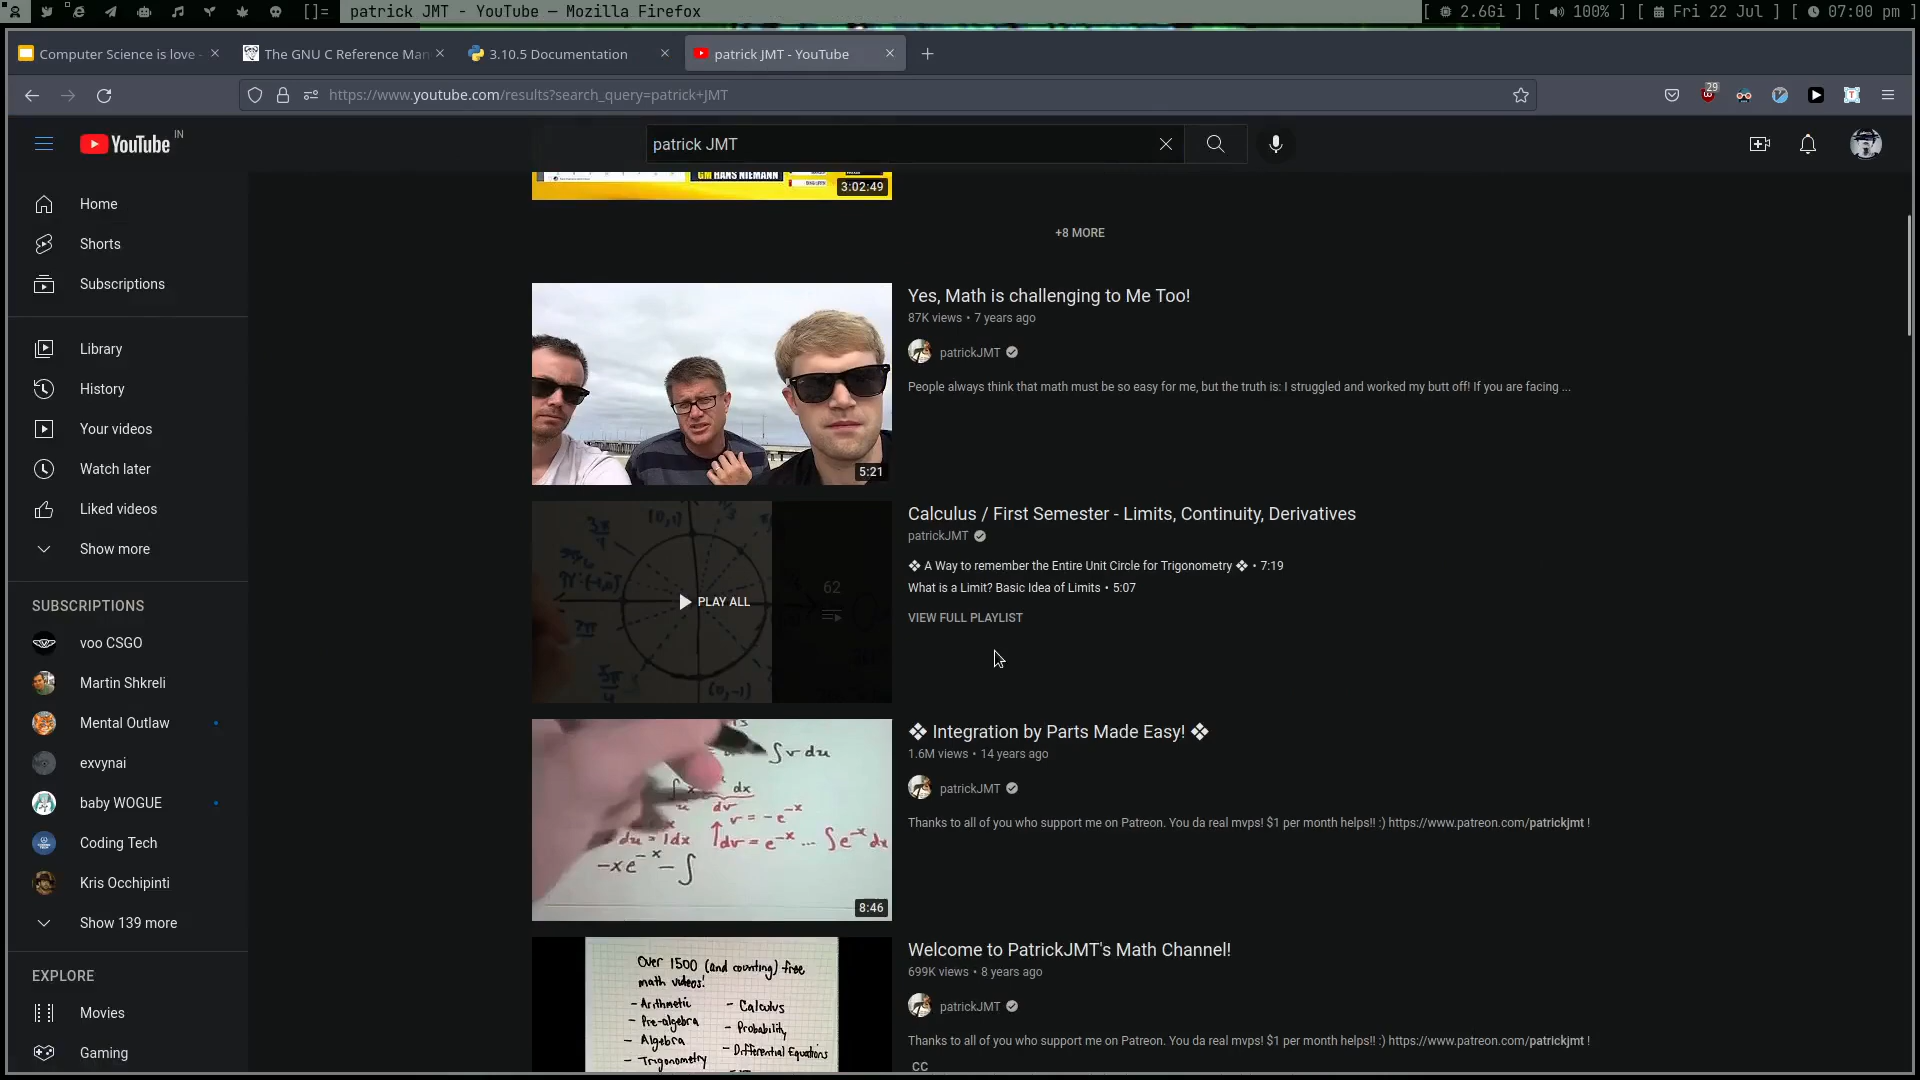 []=
patrick JMT - YouTube — Mozilla Firefox
[ 2.6Gi ] [ 100% ] [ Fri 22 Jul ] [ 07:00 pm ]
Computer Science is love -
The GNU C Reference Man
3.10.5 Documentation
patrick JMT - YouTube
https://www.youtube.com/results?search_query=patrick+JMT
29
YouTube IN
patrick JMT
Home
Shorts
Subscriptions
Library
History
Your videos
Watch later
Liked videos
Show more
SUBSCRIPTIONS
voo CSGO
Martin Shkreli
Mental Outlaw
exvynai
baby WOGUE
Coding Tech
Kris Occhipinti
Show 139 more
EXPLORE
Movies
Gaming
GM HANS NIEMANN
3:02:49
+8 MORE
5:21
Yes, Math is challenging to Me Too!
87K views • 7 years ago
patrickJMT
People always think that math must be so easy for me, but the truth is: I struggled and worked my butt off! If you are facing ...
PLAY ALL
62
Calculus / First Semester - Limits, Continuity, Derivatives
patrickJMT
❖ A Way to remember the Entire Unit Circle for Trigonometry ❖ • 7:19
What is a Limit? Basic Idea of Limits • 5:07
VIEW FULL PLAYLIST
∫v du
dx
dv
v = -e^-x
du = 1dx
dv = e^-x ... ∫e^-x dx
-xe^-x - ∫
8:46
❖ Integration by Parts Made Easy! ❖
1.6M views • 14 years ago
patrickJMT
Thanks to all of you who support me on Patreon. You da real mvps! $1 per month helps!! :) https://www.patreon.com/patrickjmt !
Over 1500 (and counting) free
math videos!
- Arithmetic
- Pre-algebra
- Algebra
- Trigonometry
- Calculus
- Probability
- Differential Equations
Welcome to PatrickJMT's Math Channel!
699K views • 8 years ago
patrickJMT
Thanks to all of you who support me on Patreon. You da real mvps! $1 per month helps!! :) https://www.patreon.com/patrickjmt !
CC